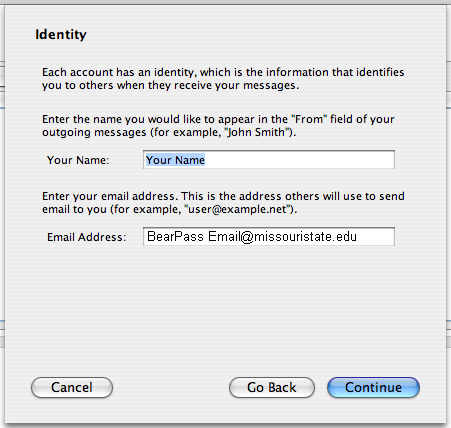 Identity
Each account has an identity, which is the information that identifies
you to others when they receive your messages.
Enter the name you would like to appear in the "From" field of your
outgoing messages (for example, "John Smith").
Your Name: Your Name
Enter your email address. This is the address others will use to send
email to you (for example, "user@example.net").
Email Address: BearPass Email@missouristate.edu
Cancel Go Back Continue